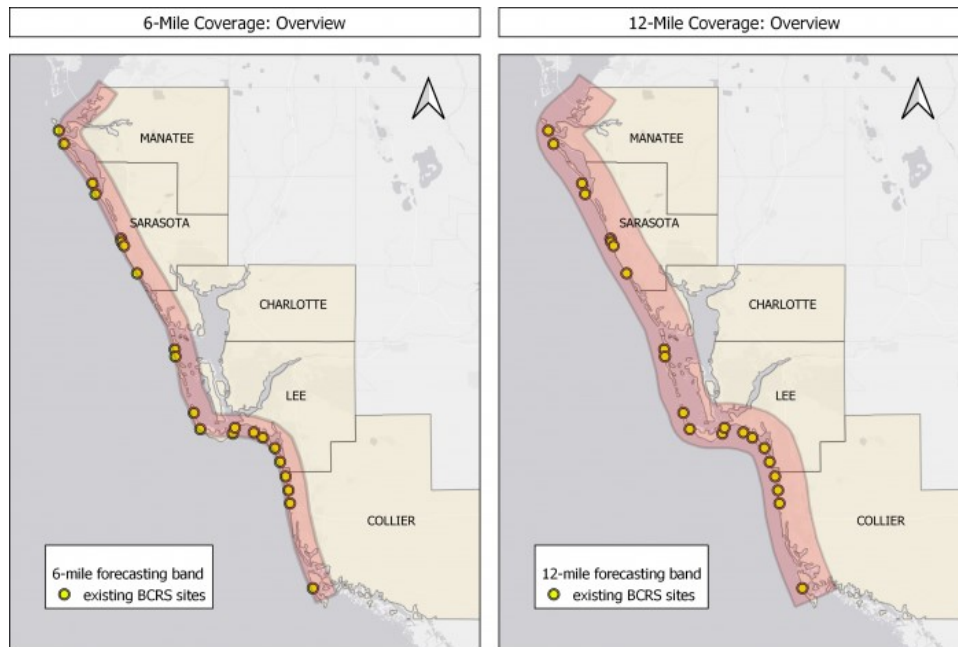 6-Mile Coverage: Overview
MANATEE
SARASOTA
CHARLOTTE
LEE
COLLIER
6-mile forecasting band
existing BCRS sites
12-Mile Coverage: Overview
MANATEE
SARASOTA
CHARLOTTE
LEE
COLLIER
12-mile forecasting band
existing BCRS sites